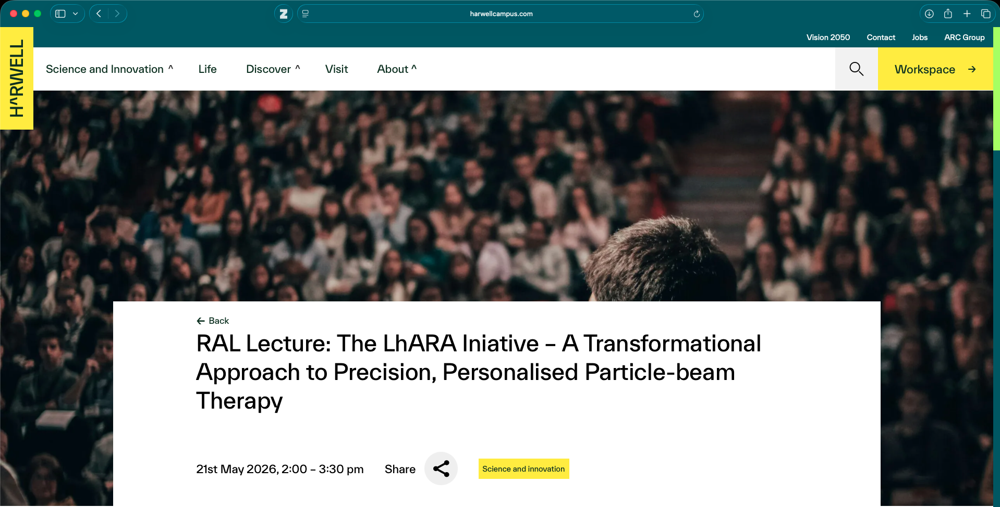 harwellcampus.com
Vision 2050 Contact Jobs ARC Group
HARWELL
Science and Innovation ^ Life Discover ^ Visit About ^ Workspace →
← Back
RAL Lecture: The LhARA Iniative – A Transformational
Approach to Precision, Personalised Particle-beam
Therapy
21st May 2026, 2:00 – 3:30 pm Share Science and innovation